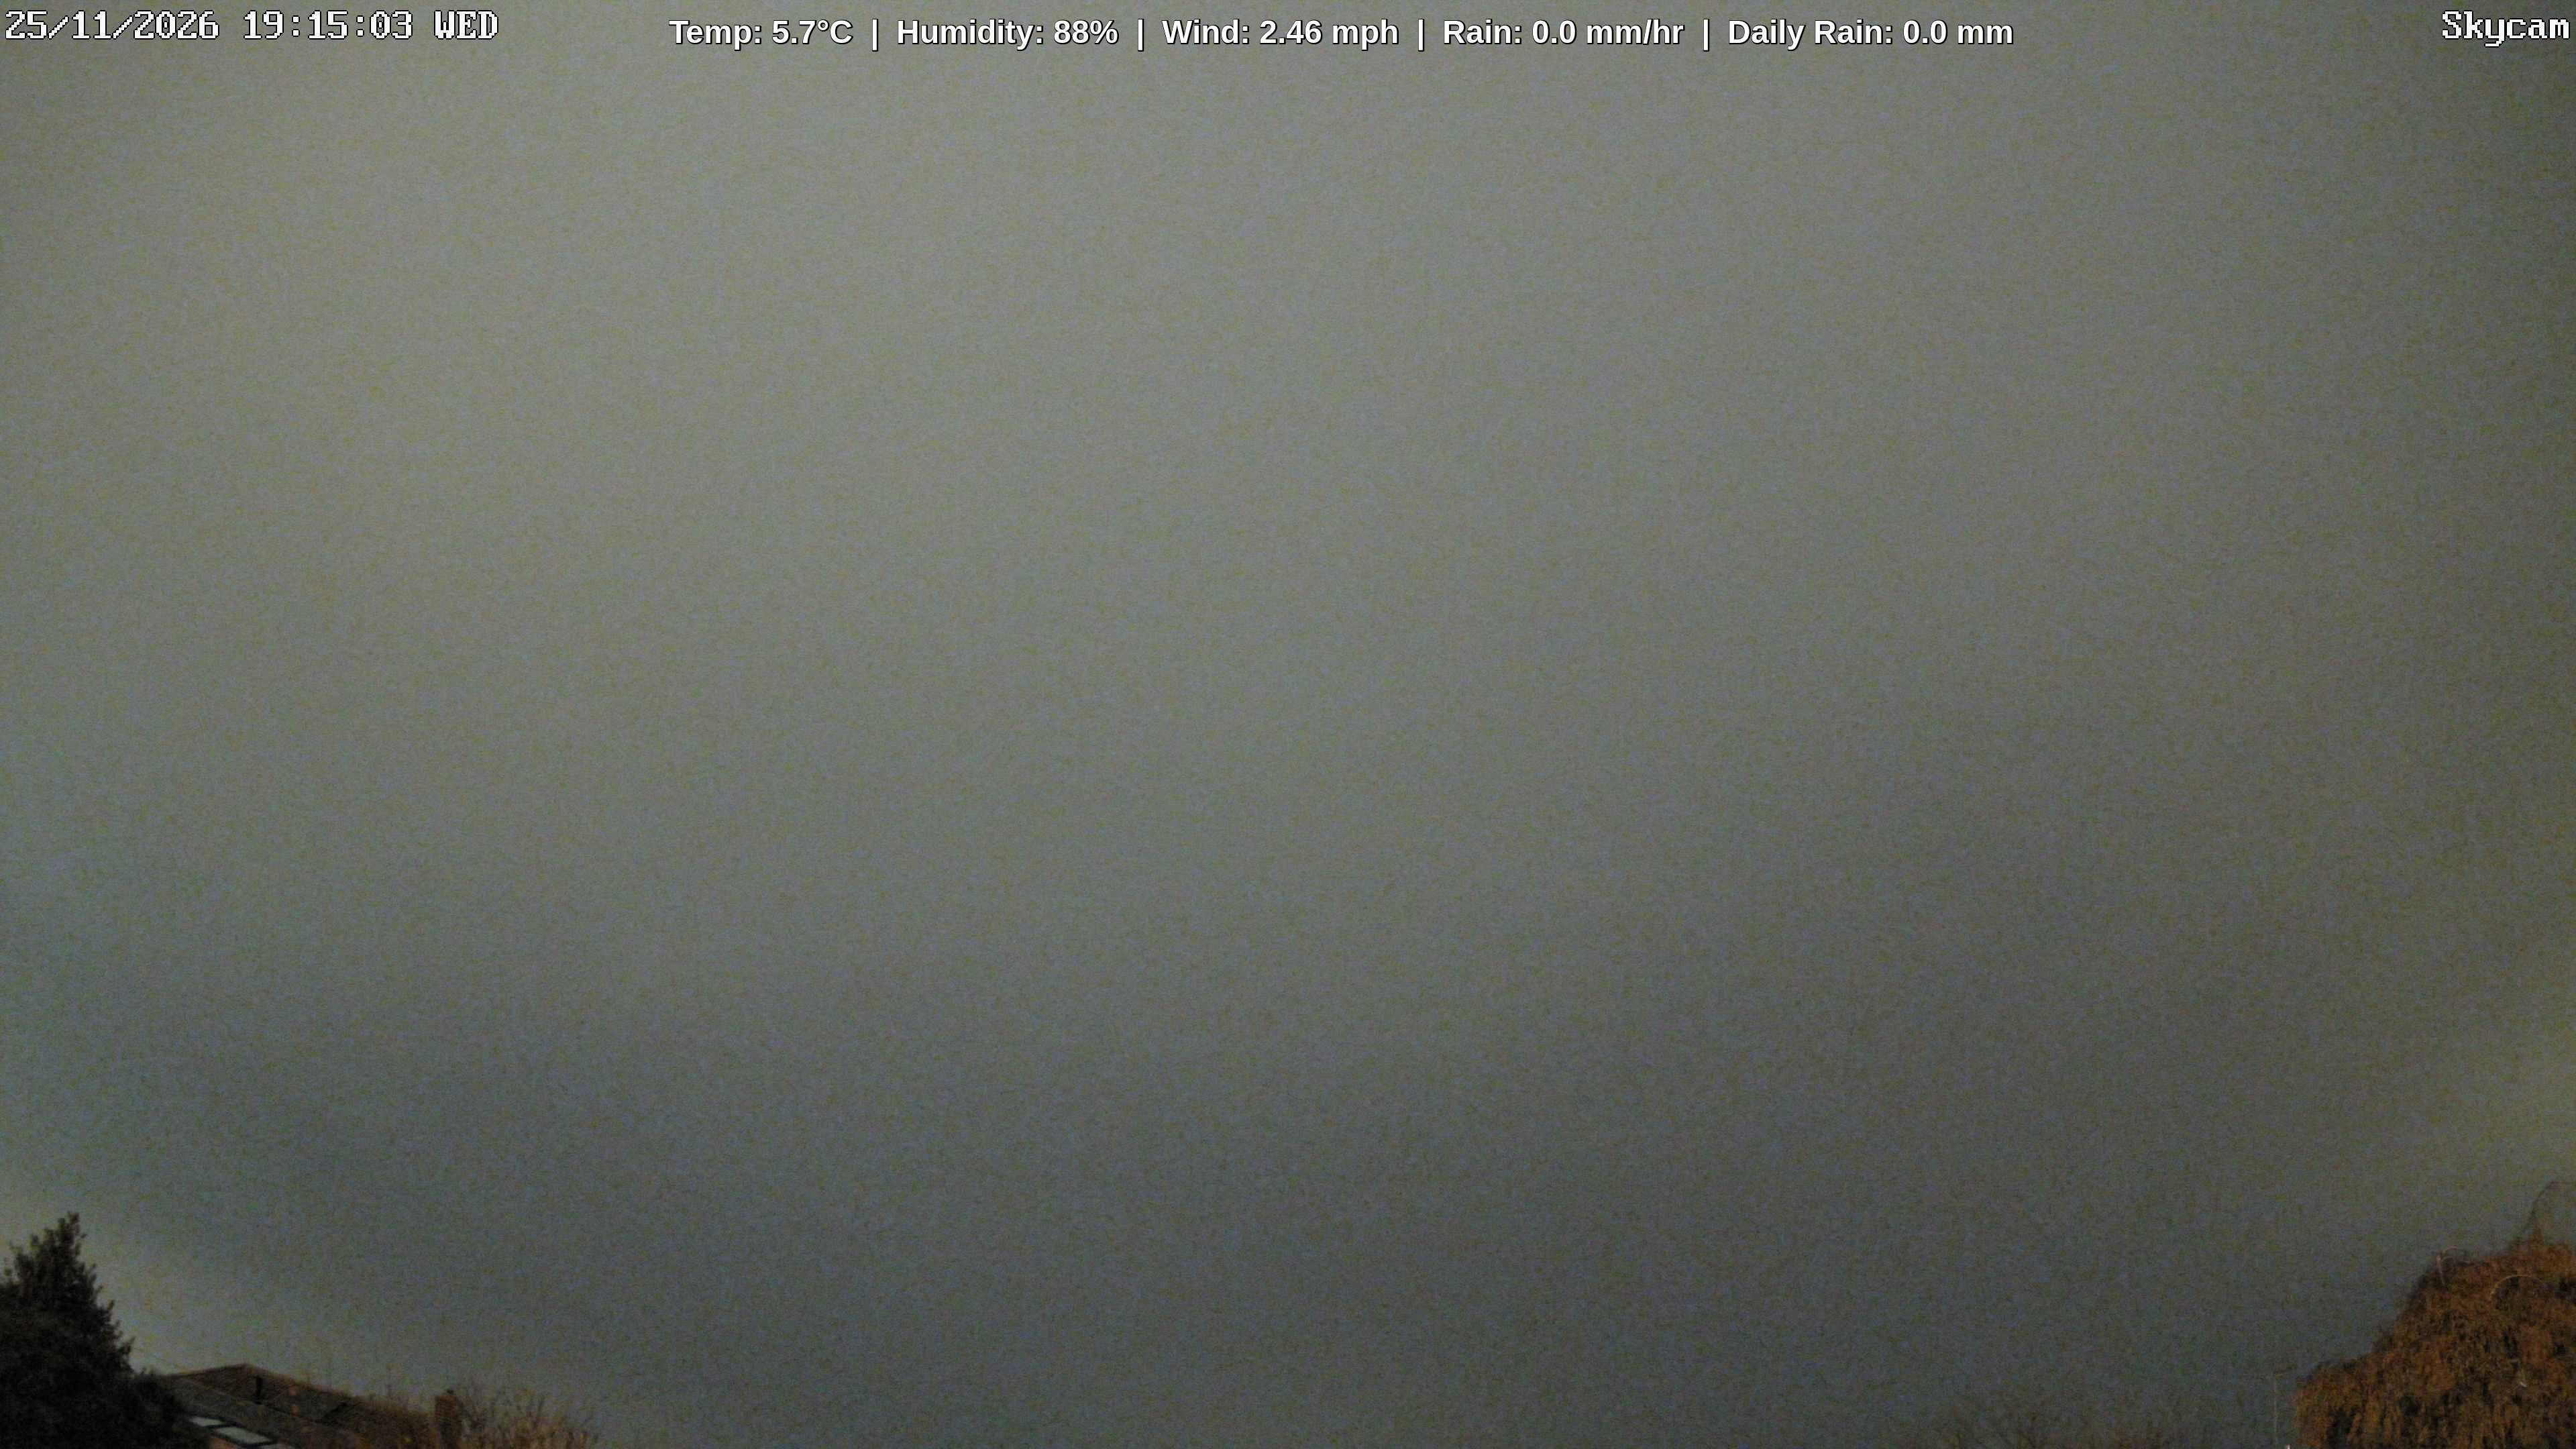 25/11/2026 19:15:03 WED
Temp: 5.7°C | Humidity: 88% | Wind: 2.46 mph | Rain: 0.0 mm/hr | Daily Rain: 0.0 mm
Skycam